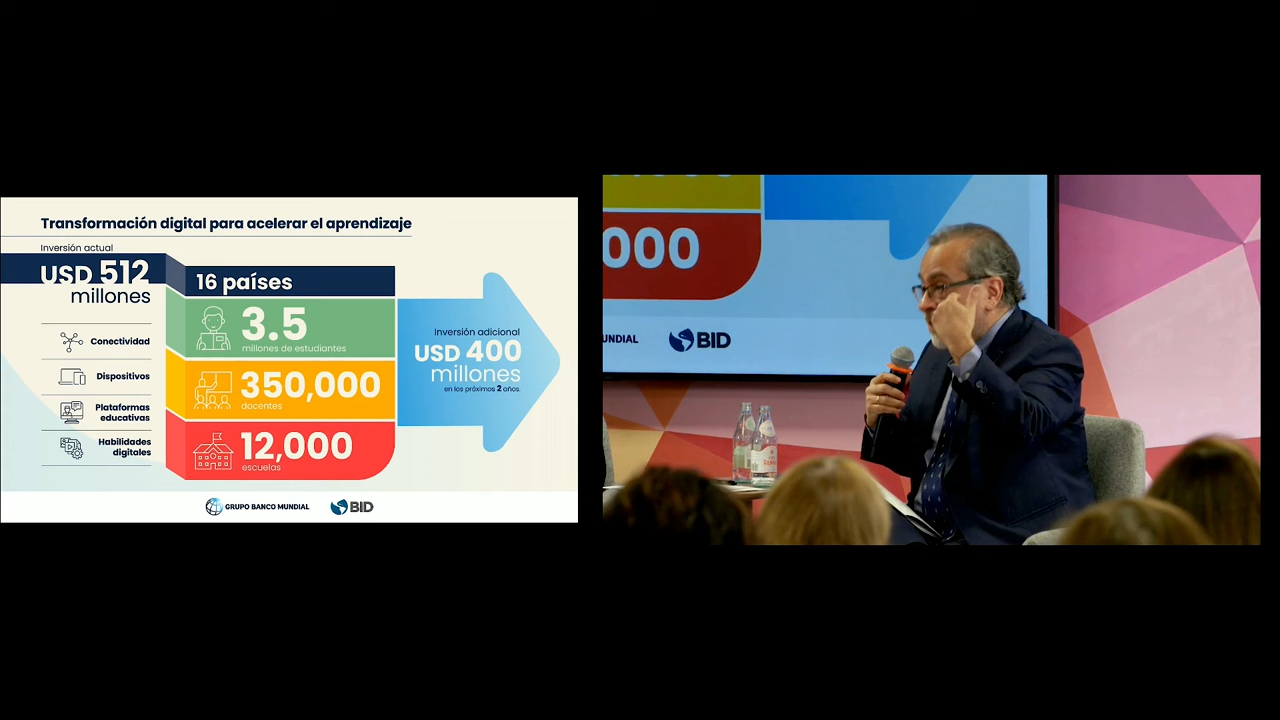 Transformación digital para acelerar el aprendizaje
Inversión actual
USD 512
millones
Conectividad
Dispositivos
Plataformas
educativas
Habilidades
digitales
16 países
3.5
millones de estudiantes
350,000
docentes
12,000
escuelas
Inversión adicional
USD 400
millones
en los próximos 2 años.
GRUPO BANCO MUNDIAL
BID
000
MUNDIAL
BID